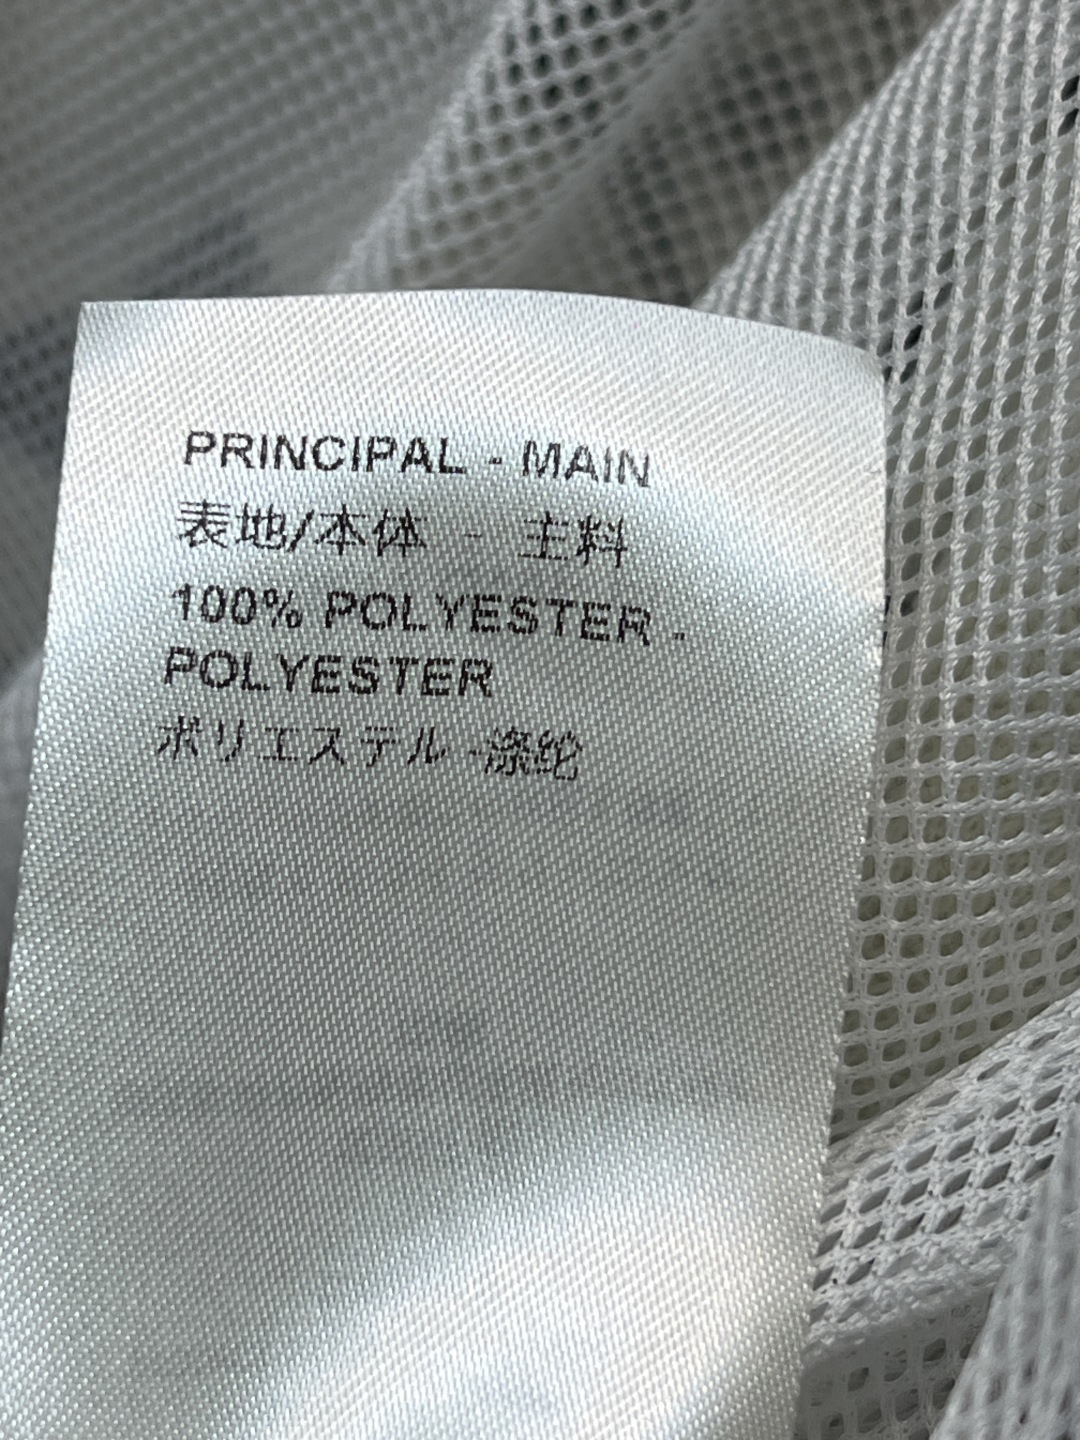 PRINCIPAL - MAIN
表地/本体 - 主料
100% POLYESTER -
POLYESTER
ポリエステル -涤纶